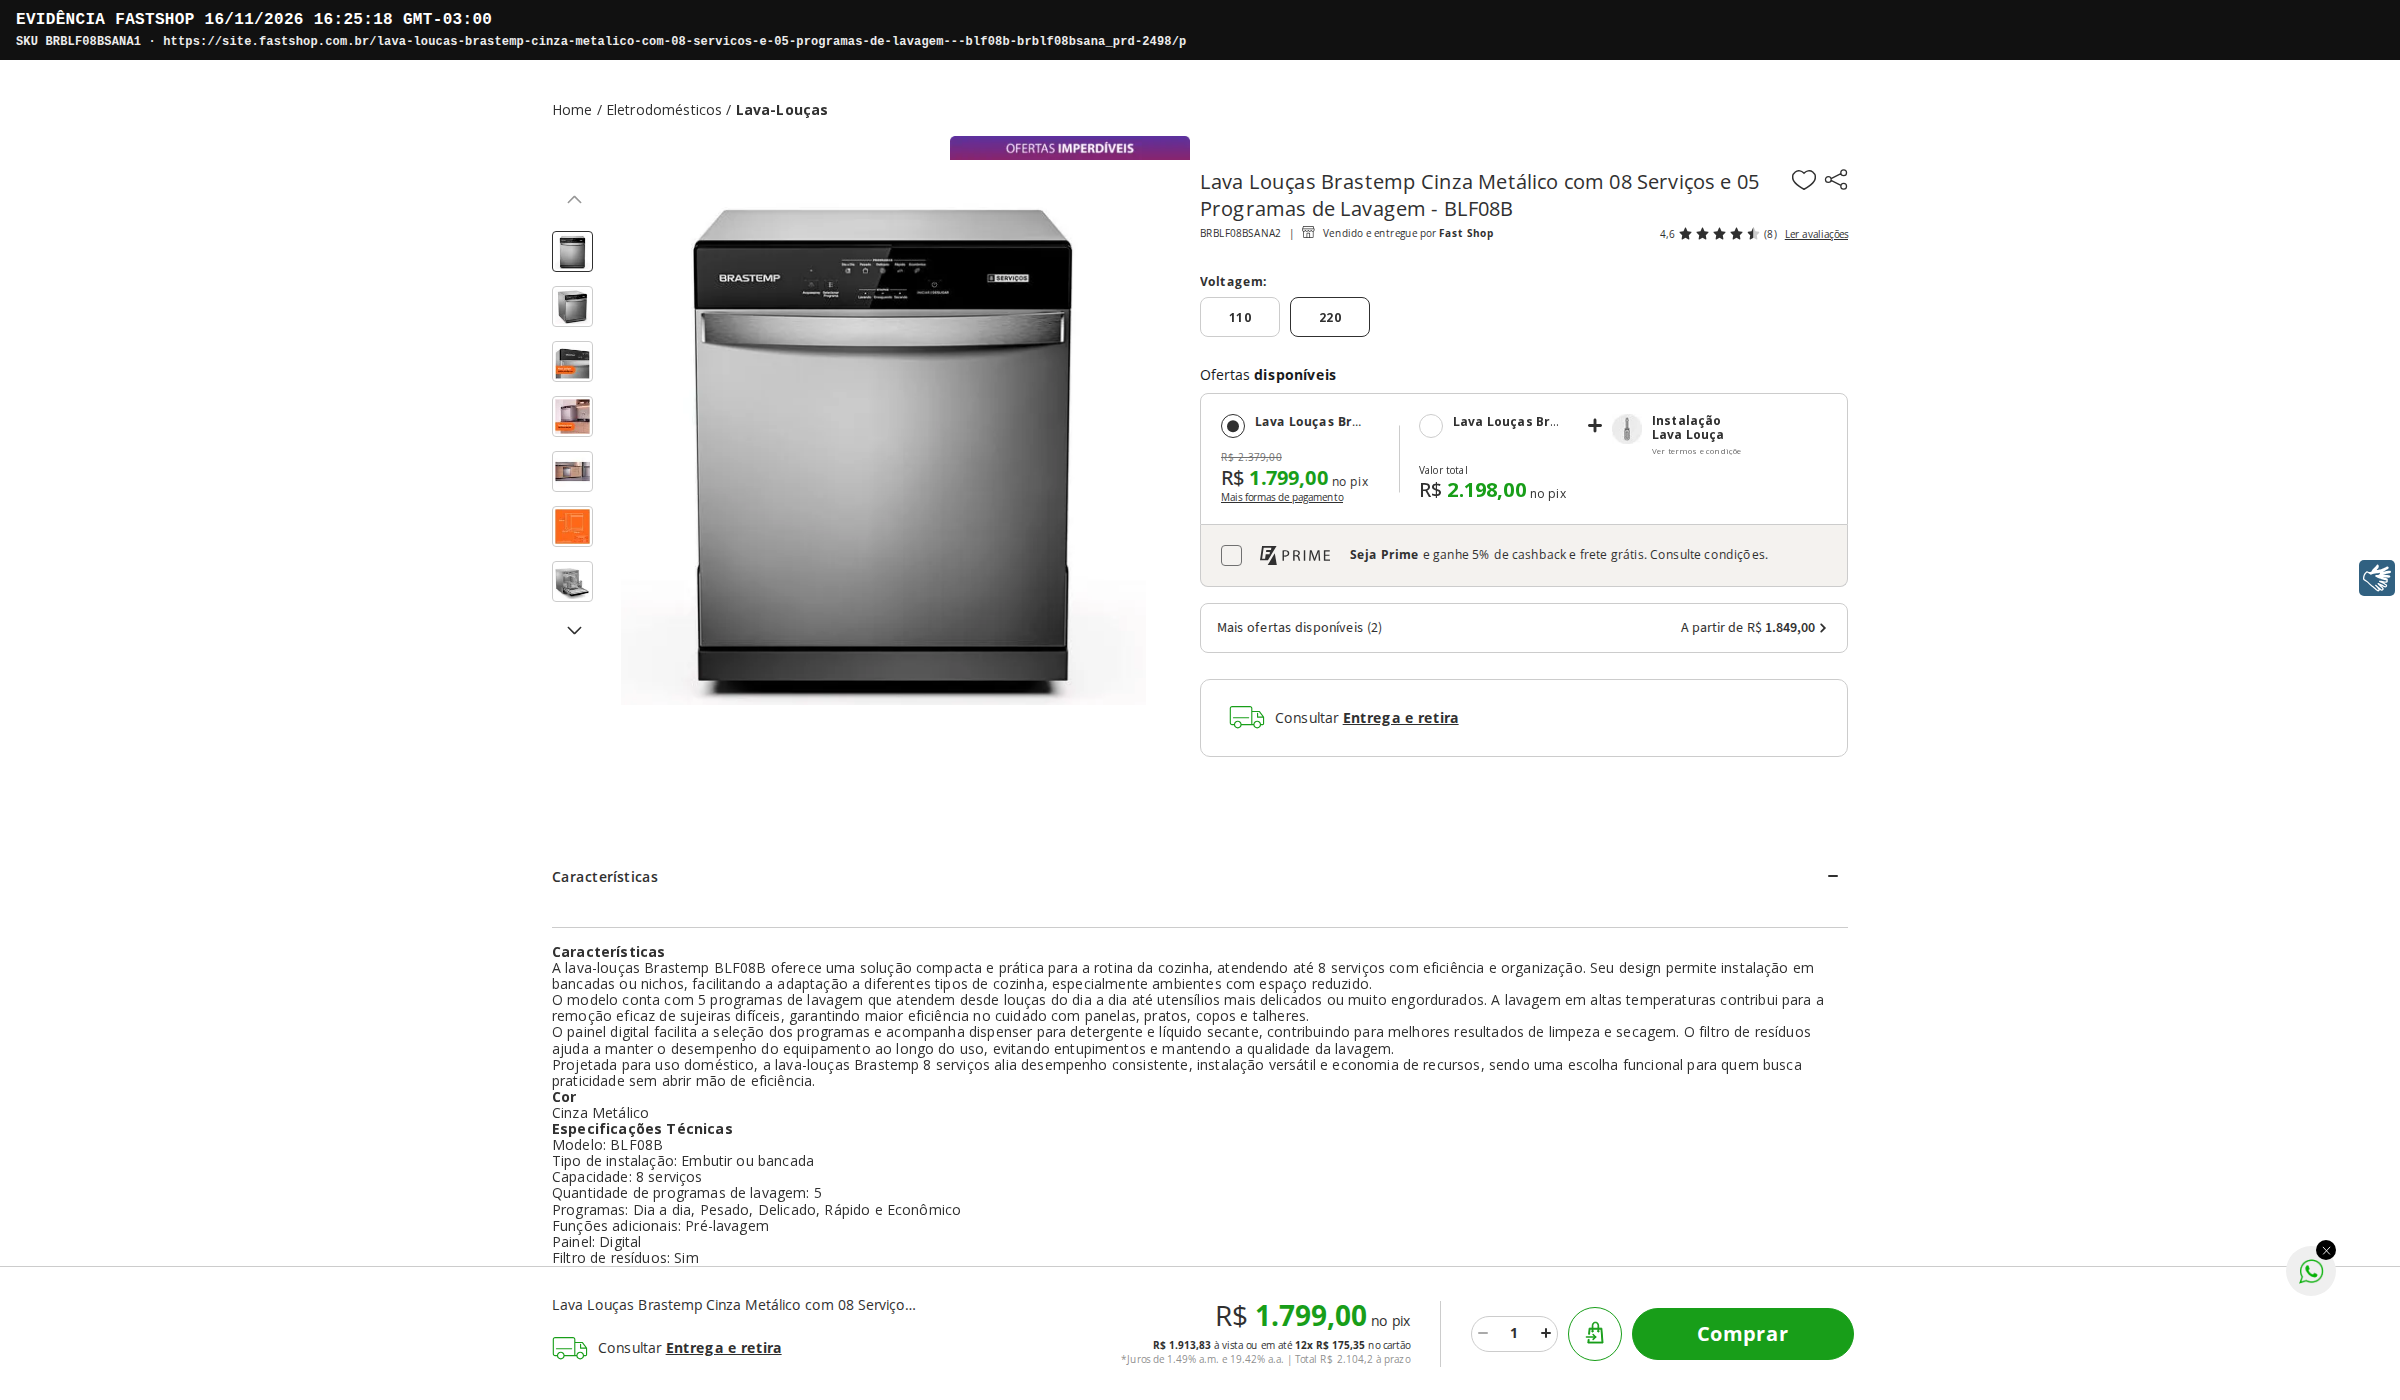 EVIDÊNCIA FASTSHOP 16/11/2026 16:25:18 GMT-03:00
SKU BRBLF08BSANA1 · https://site.fastshop.com.br/lava-loucas-brastemp-cinza-metalico-com-08-servicos-e-05-programas-de-lavagem---blf08b-brblf08bsana_prd-2498/p
Home / Eletrodomésticos / Lava-Louças
OFERTAS IMPERDÍVEIS
Lava Louças Brastemp Cinza Metálico com 08 Serviços e 05
Programas de Lavagem - BLF08B
BRBLF08BSANA2 | Vendido e entregue por Fast Shop
4,6 (8) Ler avaliações
BRASTEMP
8 SERVIÇOS
Voltagem:
110
220
Ofertas disponíveis
Lava Louças Br...
R$ 2.379,00
R$ 1.799,00 no pix
Mais formas de pagamento
Lava Louças Br...
Valor total
R$ 2.198,00 no pix
+
Instalação
Lava Louça
Ver termos e condiçõe
PRIME
Seja Prime e ganhe 5% de cashback e frete grátis. Consulte condições.
Mais ofertas disponíveis (2)
A partir de R$ 1.849,00
Consultar Entrega e retira
Características
Características
A lava-louças Brastemp BLF08B oferece uma solução compacta e prática para a rotina da cozinha, atendendo até 8 serviços com eficiência e organização. Seu design permite instalação em
bancadas ou nichos, facilitando a adaptação a diferentes tipos de cozinha, especialmente ambientes com espaço reduzido.
O modelo conta com 5 programas de lavagem que atendem desde louças do dia a dia até utensílios mais delicados ou muito engordurados. A lavagem em altas temperaturas contribui para a
remoção eficaz de sujeiras difíceis, garantindo maior eficiência no cuidado com panelas, pratos, copos e talheres.
O painel digital facilita a seleção dos programas e acompanha dispenser para detergente e líquido secante, contribuindo para melhores resultados de limpeza e secagem. O filtro de resíduos
ajuda a manter o desempenho do equipamento ao longo do uso, evitando entupimentos e mantendo a qualidade da lavagem.
Projetada para uso doméstico, a lava-louças Brastemp 8 serviços alia desempenho consistente, instalação versátil e economia de recursos, sendo uma escolha funcional para quem busca
praticidade sem abrir mão de eficiência.
Cor
Cinza Metálico
Especificações Técnicas
Modelo: BLF08B
Tipo de instalação: Embutir ou bancada
Capacidade: 8 serviços
Quantidade de programas de lavagem: 5
Programas: Dia a dia, Pesado, Delicado, Rápido e Econômico
Funções adicionais: Pré-lavagem
Painel: Digital
Filtro de resíduos: Sim
Lava Louças Brastemp Cinza Metálico com 08 Serviço...
Consultar Entrega e retira
R$ 1.799,00 no pix
R$ 1.913,83 à vista ou em até 12x R$ 175,35 no cartão
*Juros de 1.49% a.m. e 19.42% a.a. | Total R$ 2.104,2 à prazo
1
Comprar